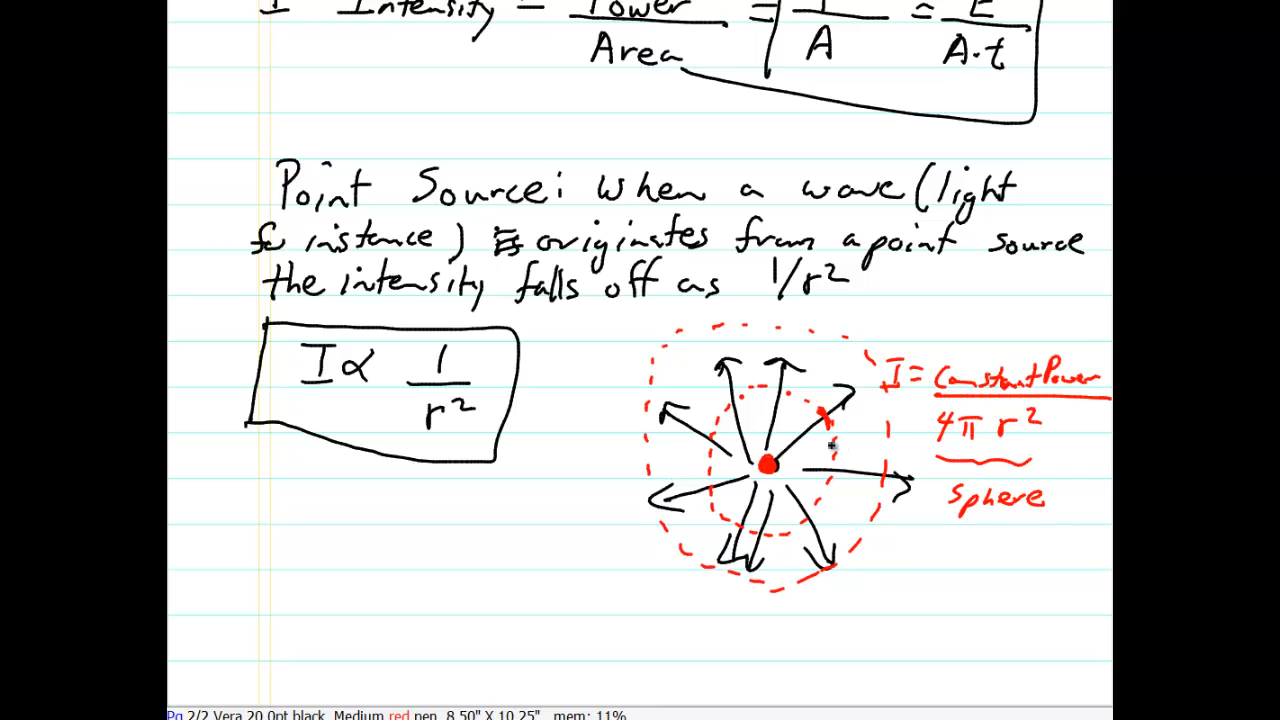 I Intensity = Power = P = E
Area A A·t
Point Source: When a wave (light
for instance) originates from a point source
the intensity falls off as 1/r²
I ∝ 1
r²
I = Constant Power
4π r²
sphere
Pg 2/2 Vera 20.0pt black, Medium red pen, 8.50" X 10.25" mem: 11%